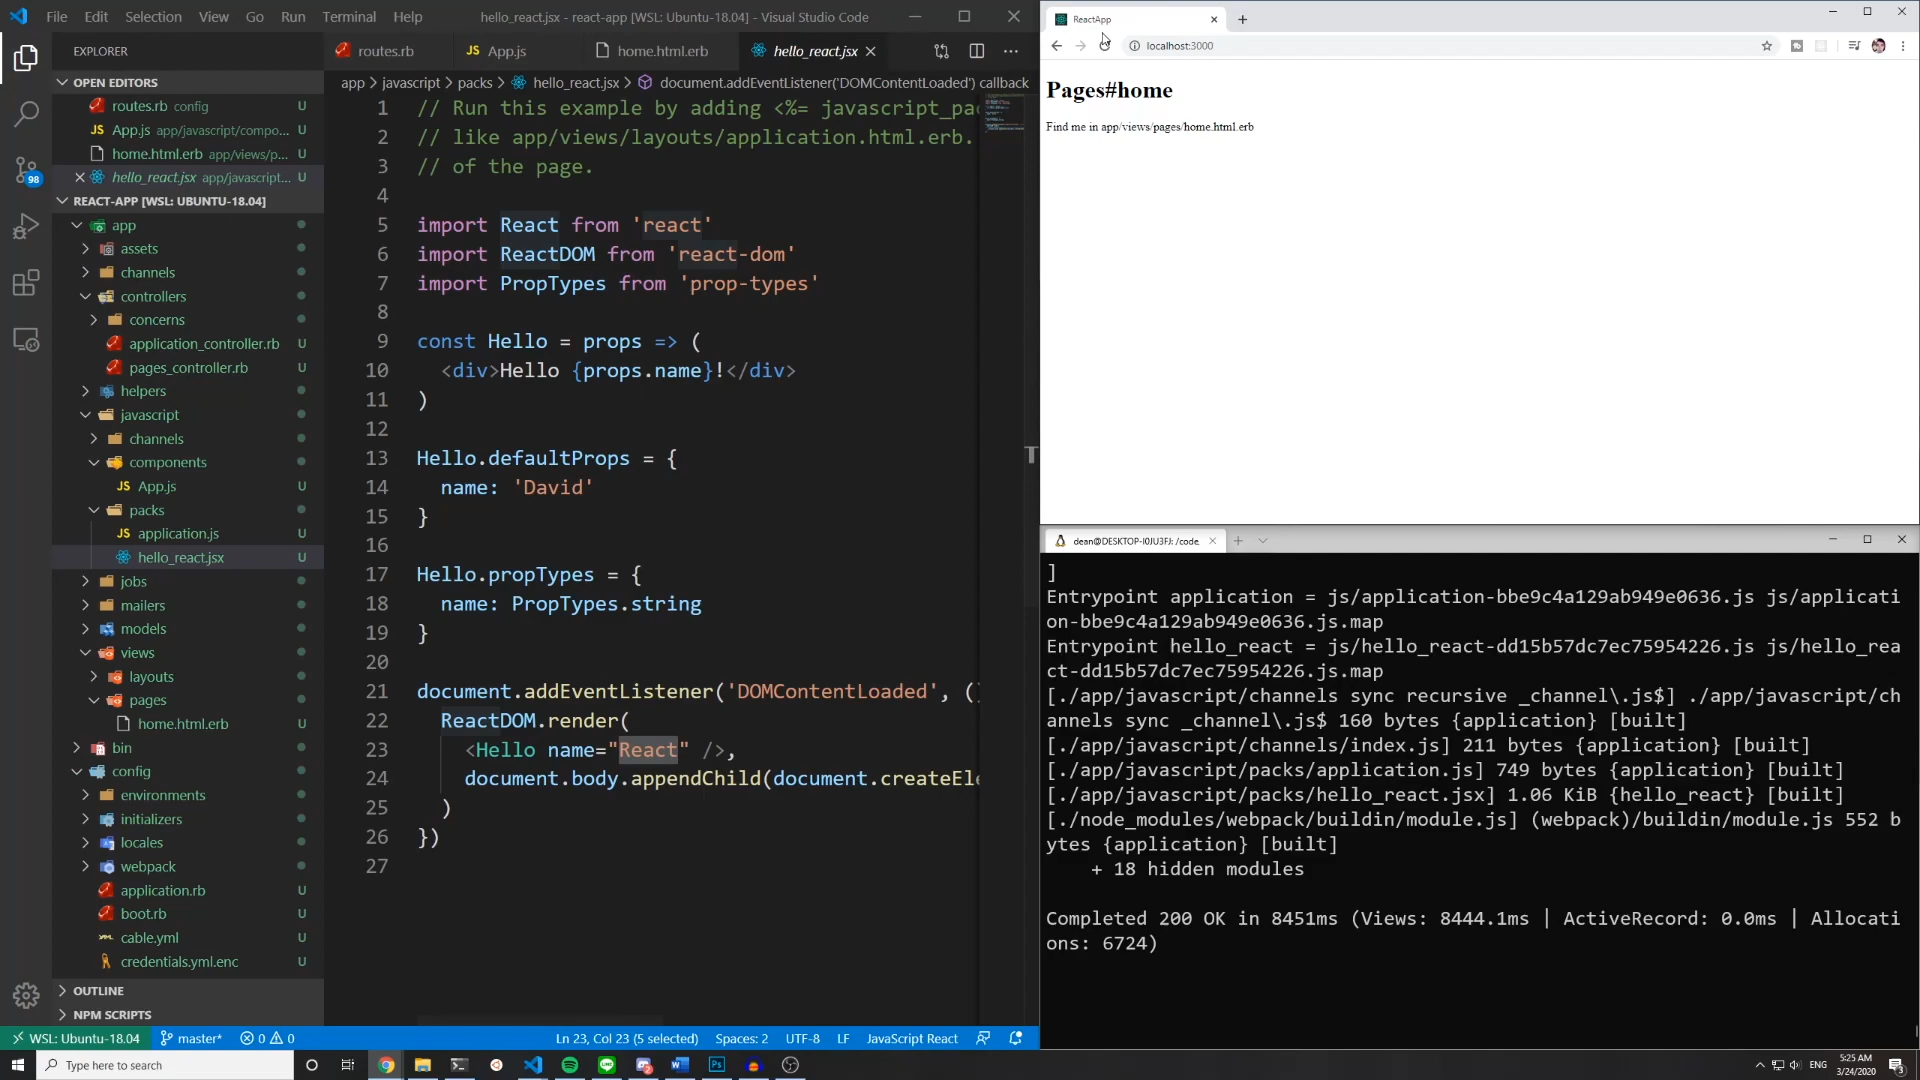 File Edit Selection View Go Run Terminal Help
hello_react.jsx - react-app [WSL: Ubuntu-18.04] - Visual Studio Code
EXPLORER
OPEN EDITORS
routes.rb config U
App.js app/javascript/compo... U
home.html.erb app/views/p... U
hello_react.jsx app/javascript... U
REACT-APP [WSL: UBUNTU-18.04]
app
assets
channels
controllers
concerns
application_controller.rb U
pages_controller.rb U
helpers
javascript
channels
components
App.js U
packs
application.js U
hello_react.jsx U
jobs
mailers
models
views
layouts
pages
home.html.erb U
bin
config
environments
initializers
locales
webpack
application.rb U
boot.rb U
cable.yml U
credentials.yml.enc U
OUTLINE
NPM SCRIPTS
98
routes.rb
JS App.js
home.html.erb
hello_react.jsx
app > javascript > packs > hello_react.jsx > document.addEventListener('DOMContentLoaded') callback
1 // Run this example by adding <%= javascript_pac
2 // like app/views/layouts/application.html.erb.
3 // of the page.
4
5 import React from 'react'
6 import ReactDOM from 'react-dom'
7 import PropTypes from 'prop-types'
8
9 const Hello = props => (
10 <div>Hello {props.name}!</div>
11 )
12
13 Hello.defaultProps = {
14 name: 'David'
15 }
16
17 Hello.propTypes = {
18 name: PropTypes.string
19 }
20
21 document.addEventListener('DOMContentLoaded', ()
22 ReactDOM.render(
23 <Hello name="React" />,
24 document.body.appendChild(document.createEle
25 )
26 })
27
WSL: Ubuntu-18.04 master* 0 0
Ln 23, Col 23 (5 selected) Spaces: 2 UTF-8 LF JavaScript React
ReactApp
localhost:3000
Pages#home
Find me in app/views/pages/home.html.erb
dean@DESKTOP-I0JU3FJ: /code
]
Entrypoint application = js/application-bbe9c4a129ab949e0636.js js/applicati
on-bbe9c4a129ab949e0636.js.map
Entrypoint hello_react = js/hello_react-dd15b57dc7ec75954226.js js/hello_rea
ct-dd15b57dc7ec75954226.js.map
[./app/javascript/channels sync recursive _channel\.js$] ./app/javascript/ch
annels sync _channel\.js$ 160 bytes {application} [built]
[./app/javascript/channels/index.js] 211 bytes {application} [built]
[./app/javascript/packs/application.js] 749 bytes {application} [built]
[./app/javascript/packs/hello_react.jsx] 1.06 KiB {hello_react} [built]
[./node_modules/webpack/buildin/module.js] (webpack)/buildin/module.js 552 b
ytes {application} [built]
+ 18 hidden modules
Completed 200 OK in 8451ms (Views: 8444.1ms | ActiveRecord: 0.0ms | Allocati
ons: 6724)
Type here to search
ENG
5:25 AM
3/24/2020